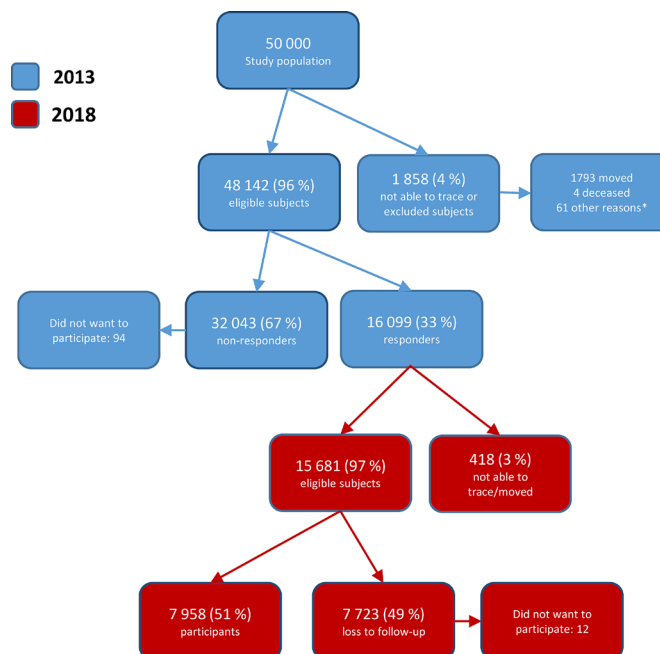 50 000
Study population
2013
2018
48 142 (96 %)
eligible subjects
1 858 (4 %)
not able to trace or
excluded subjects
1793 moved
4 deceased
61 other reasons*
Did not want to
participate: 94
32 043 (67 %)
non-responders
16 099 (33 %)
responders
15 681 (97 %)
eligible subjects
418 (3 %)
not able to
trace/moved
7 958 (51 %)
participants
7 723 (49 %)
loss to follow-up
Did not want to
participate: 12